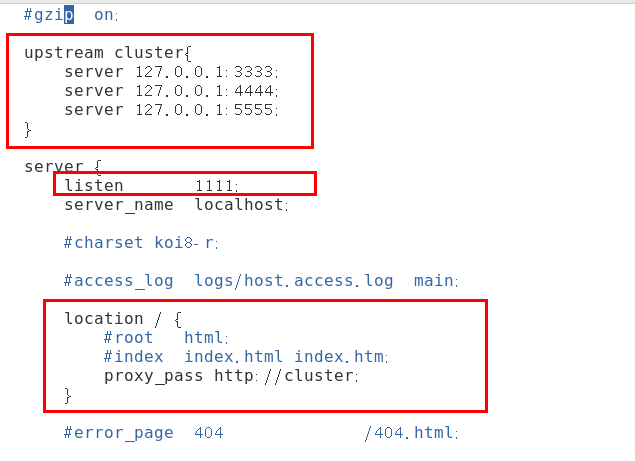 #gzip  on;
upstream cluster{
    server 127.0.0.1:3333;
    server 127.0.0.1:4444;
    server 127.0.0.1:5555;
}
server {
    listen       1111;
    server_name  localhost;
    #charset koi8-r;
    #access_log  logs/host.access.log  main;
    location / {
        #root   html;
        #index  index.html index.htm;
        proxy_pass http://cluster;
    }
    #error_page  404              /404.html;